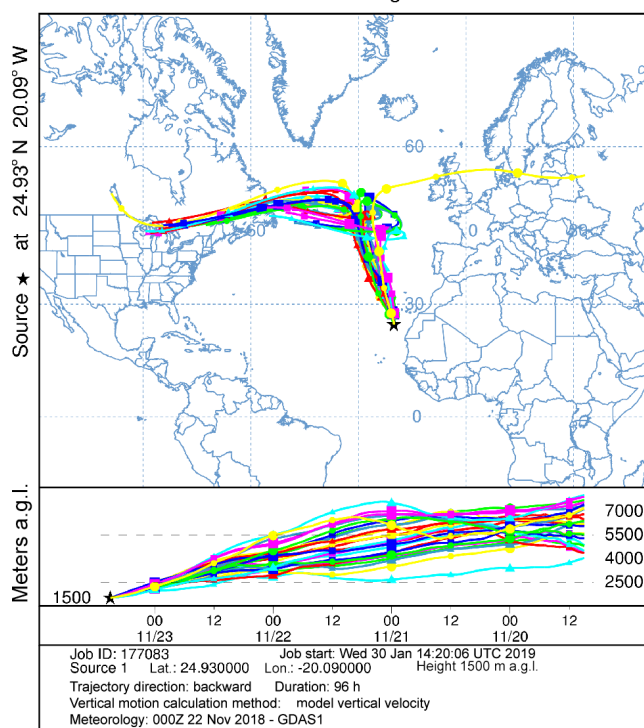 Source ★ at 24.93° N 20.09° W
60
30
0
0
Meters a.g.l.
1500
7000
5500
4000
2500
00 12 00 12 00 12 00 12
11/23 11/22 11/21 11/20
Job ID: 177083 Job start: Wed 30 Jan 14:20:06 UTC 2019
Source 1 Lat.: 24.930000 Lon.: -20.090000 Height 1500 m a.g.l.
Trajectory direction: backward Duration: 96 h
Vertical motion calculation method: model vertical velocity
Meteorology: 000Z 22 Nov 2018 - GDAS1